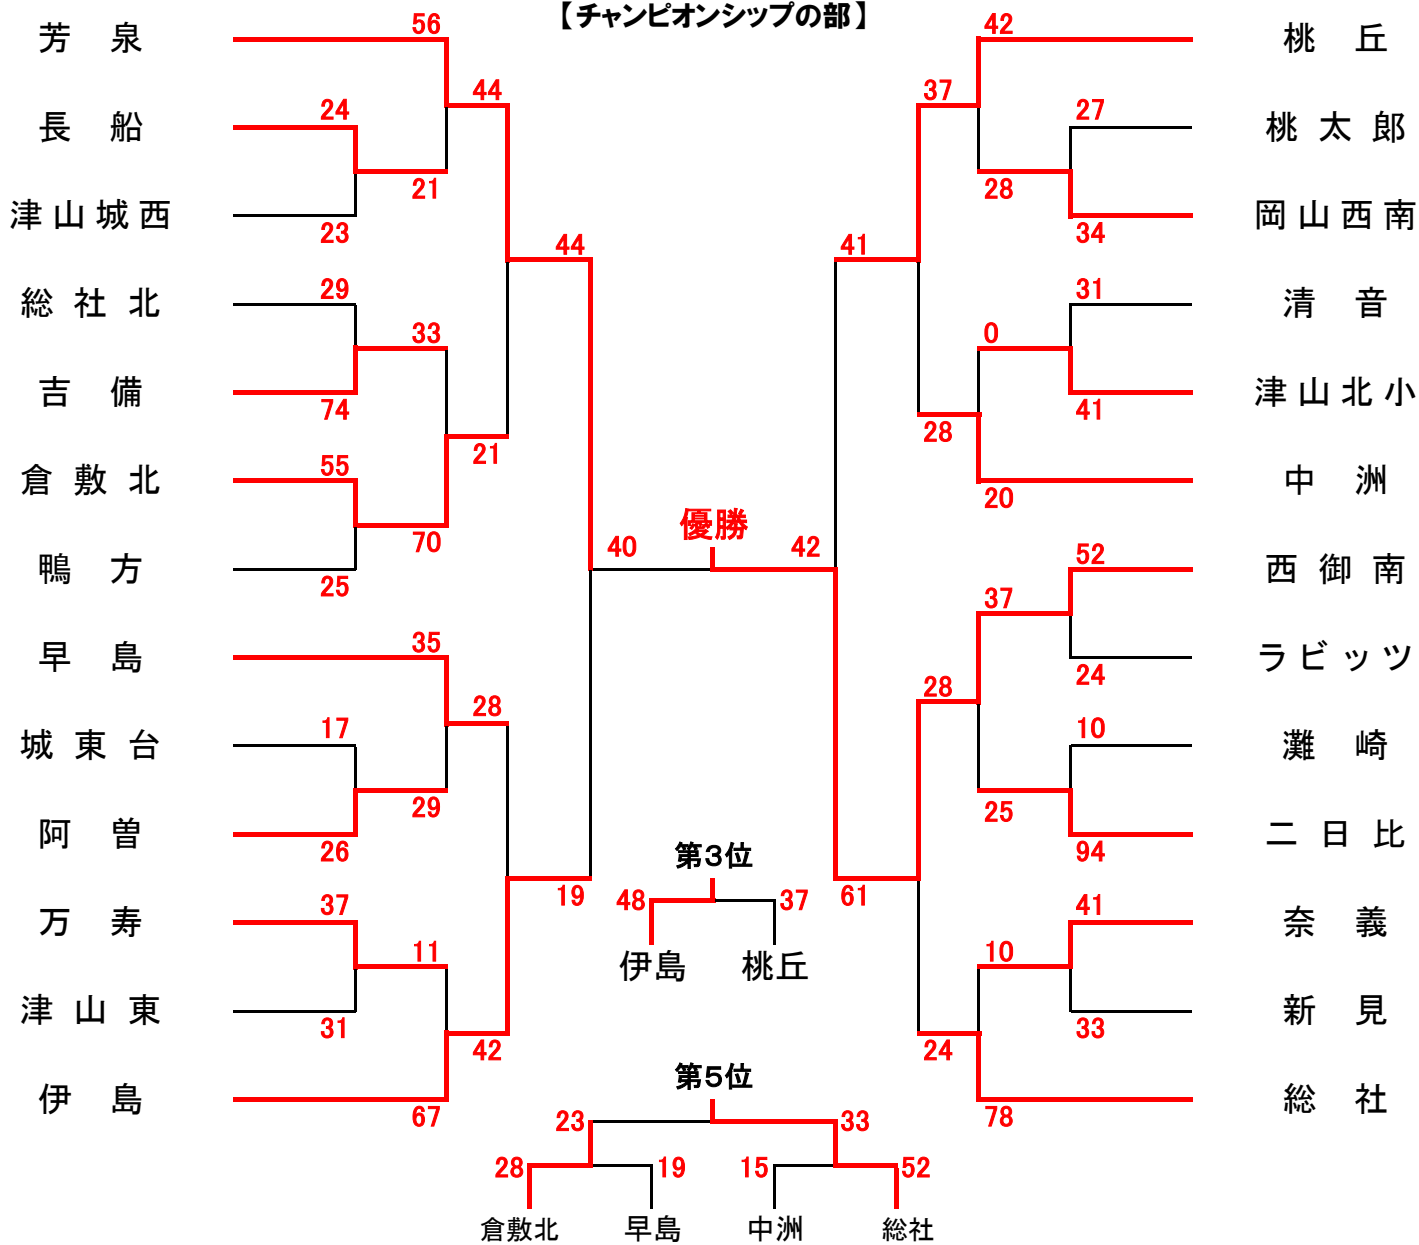 【チャンピオンシップの部】
芳 泉
長 船
津山城西
総社北
吉 備
倉敷北
鴨 方
早 島
城東台
阿 曽
万 寿
津山東
伊 島
56
24
21
23
29
33
74
55
70
25
35
17
29
26
37
11
31
67
44
21
28
42
44
19
40
優勝
42
41
61
37
28
28
24
42
27
28
34
31
0
41
20
52
37
24
10
25
94
41
10
33
78
桃 丘
桃太郎
岡山西南
清 音
津山北小
中 洲
西御南
ラビッツ
灘 崎
二日比
奈 義
新 見
総 社
第3位
48 37
伊島 桃丘
第5位
23 33
28 19 15 52
倉敷北 早島 中洲 総社